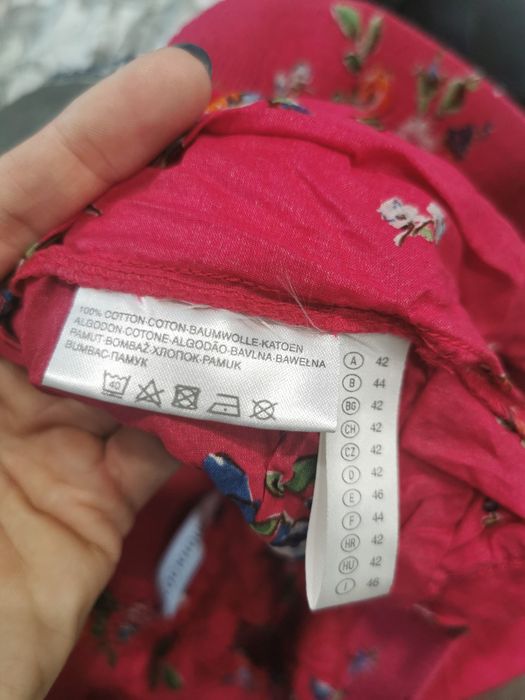 100% COTTON·COTON·BAUMWOLLE·KATOEN
ALGODON·COTONE·ALGODÃO·BAVLNA·BAWEŁNA
PAMUT·BOMBAŽ·ХЛОПОК·PAMUK
BUMBAC·ПАМУК
40
A 42
B 44
BG 42
CH 42
CZ 42
D 42
E 46
F 44
HR 42
HU 42
I 46